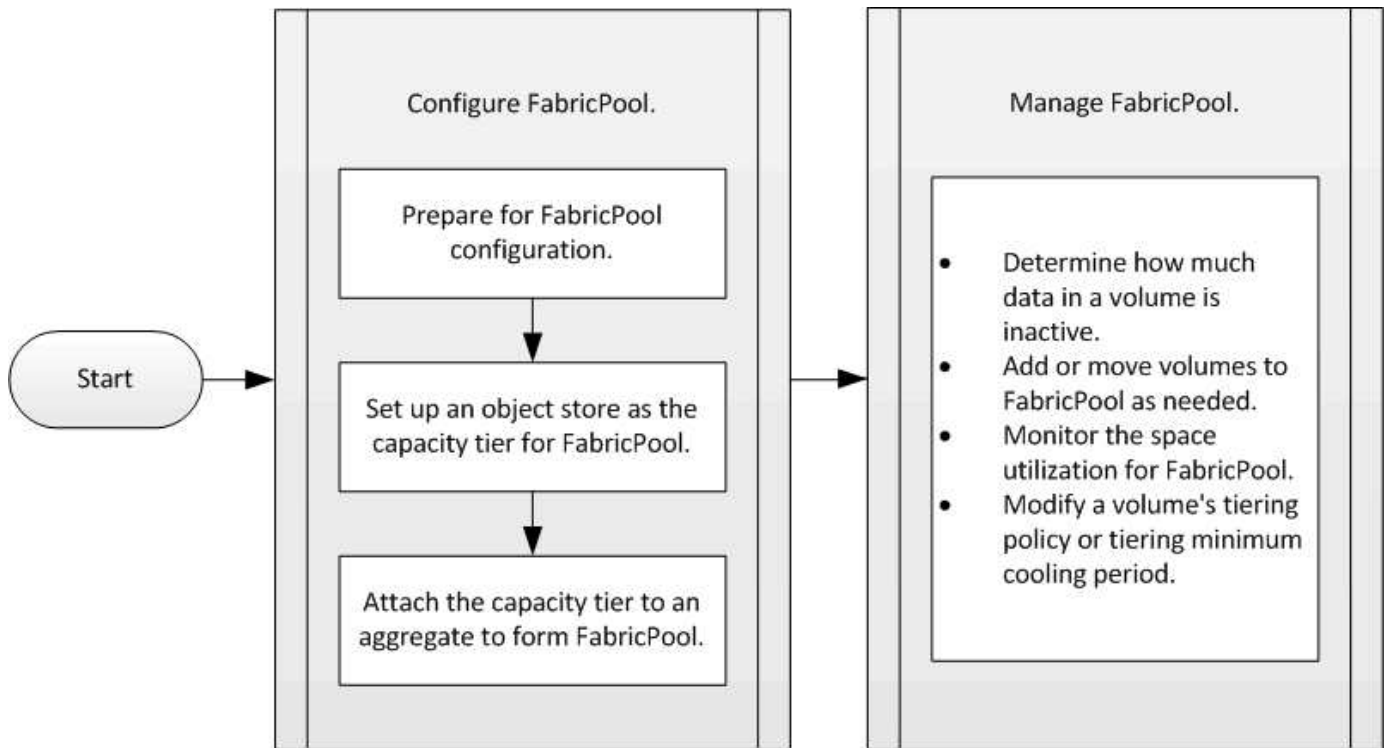 Start
Configure FabricPool.
Prepare for FabricPool
configuration.
Set up an object store as the
capacity tier for FabricPool.
Attach the capacity tier to an
aggregate to form FabricPool.
Manage FabricPool.
• Determine how much
data in a volume is
inactive.
• Add or move volumes to
FabricPool as needed.
• Monitor the space
utilization for FabricPool.
• Modify a volume's tiering
policy or tiering minimum
cooling period.